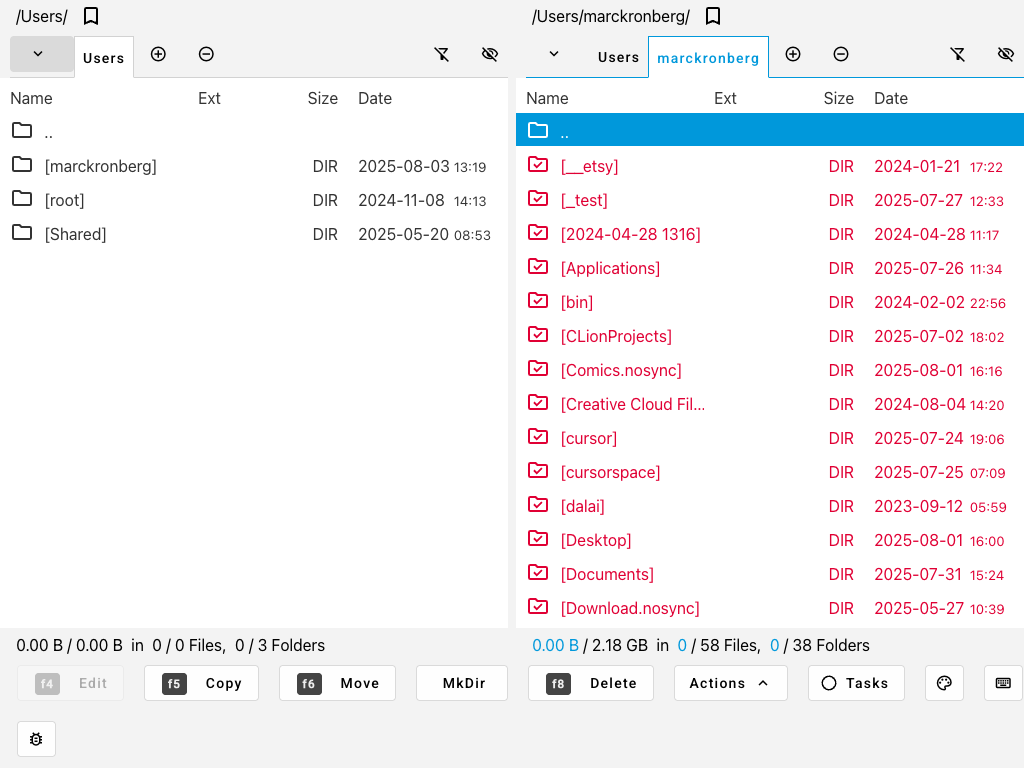 /Users/
Users
Name Ext Size Date
..
[marckronberg] DIR 2025-08-03 13:19
[root] DIR 2024-11-08 14:13
[Shared] DIR 2025-05-20 08:53
0.00 B / 0.00 B in 0 / 0 Files, 0 / 3 Folders
/Users/marckronberg/
Users marckronberg
Name Ext Size Date
..
[__etsy] DIR 2024-01-21 17:22
[_test] DIR 2025-07-27 12:33
[2024-04-28 1316] DIR 2024-04-28 11:17
[Applications] DIR 2025-07-26 11:34
[bin] DIR 2024-02-02 22:56
[CLionProjects] DIR 2025-07-02 18:02
[Comics.nosync] DIR 2025-08-01 16:16
[Creative Cloud Fil... DIR 2024-08-04 14:20
[cursor] DIR 2025-07-24 19:06
[cursorspace] DIR 2025-07-25 07:09
[dalai] DIR 2023-09-12 05:59
[Desktop] DIR 2025-08-01 16:00
[Documents] DIR 2025-07-31 15:24
[Download.nosync] DIR 2025-05-27 10:39
0.00 B / 2.18 GB in 0 / 58 Files, 0 / 38 Folders
f4 Edit f5 Copy f6 Move MkDir f8 Delete Actions Tasks